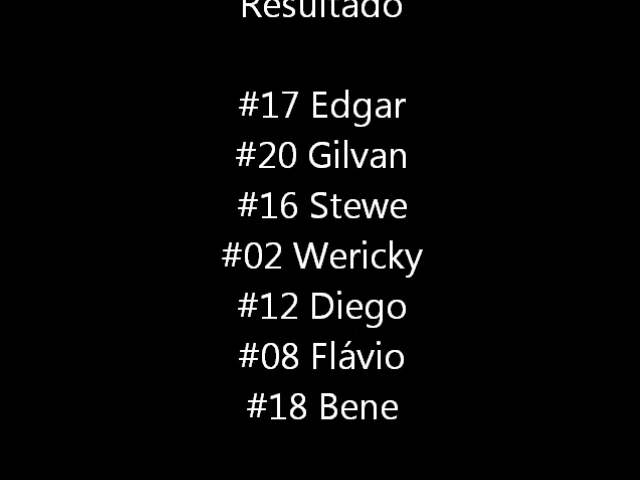 Resultado
#17 Edgar
#20 Gilvan
#16 Stewe
#02 Wericky
#12 Diego
#08 Flávio
#18 Bene